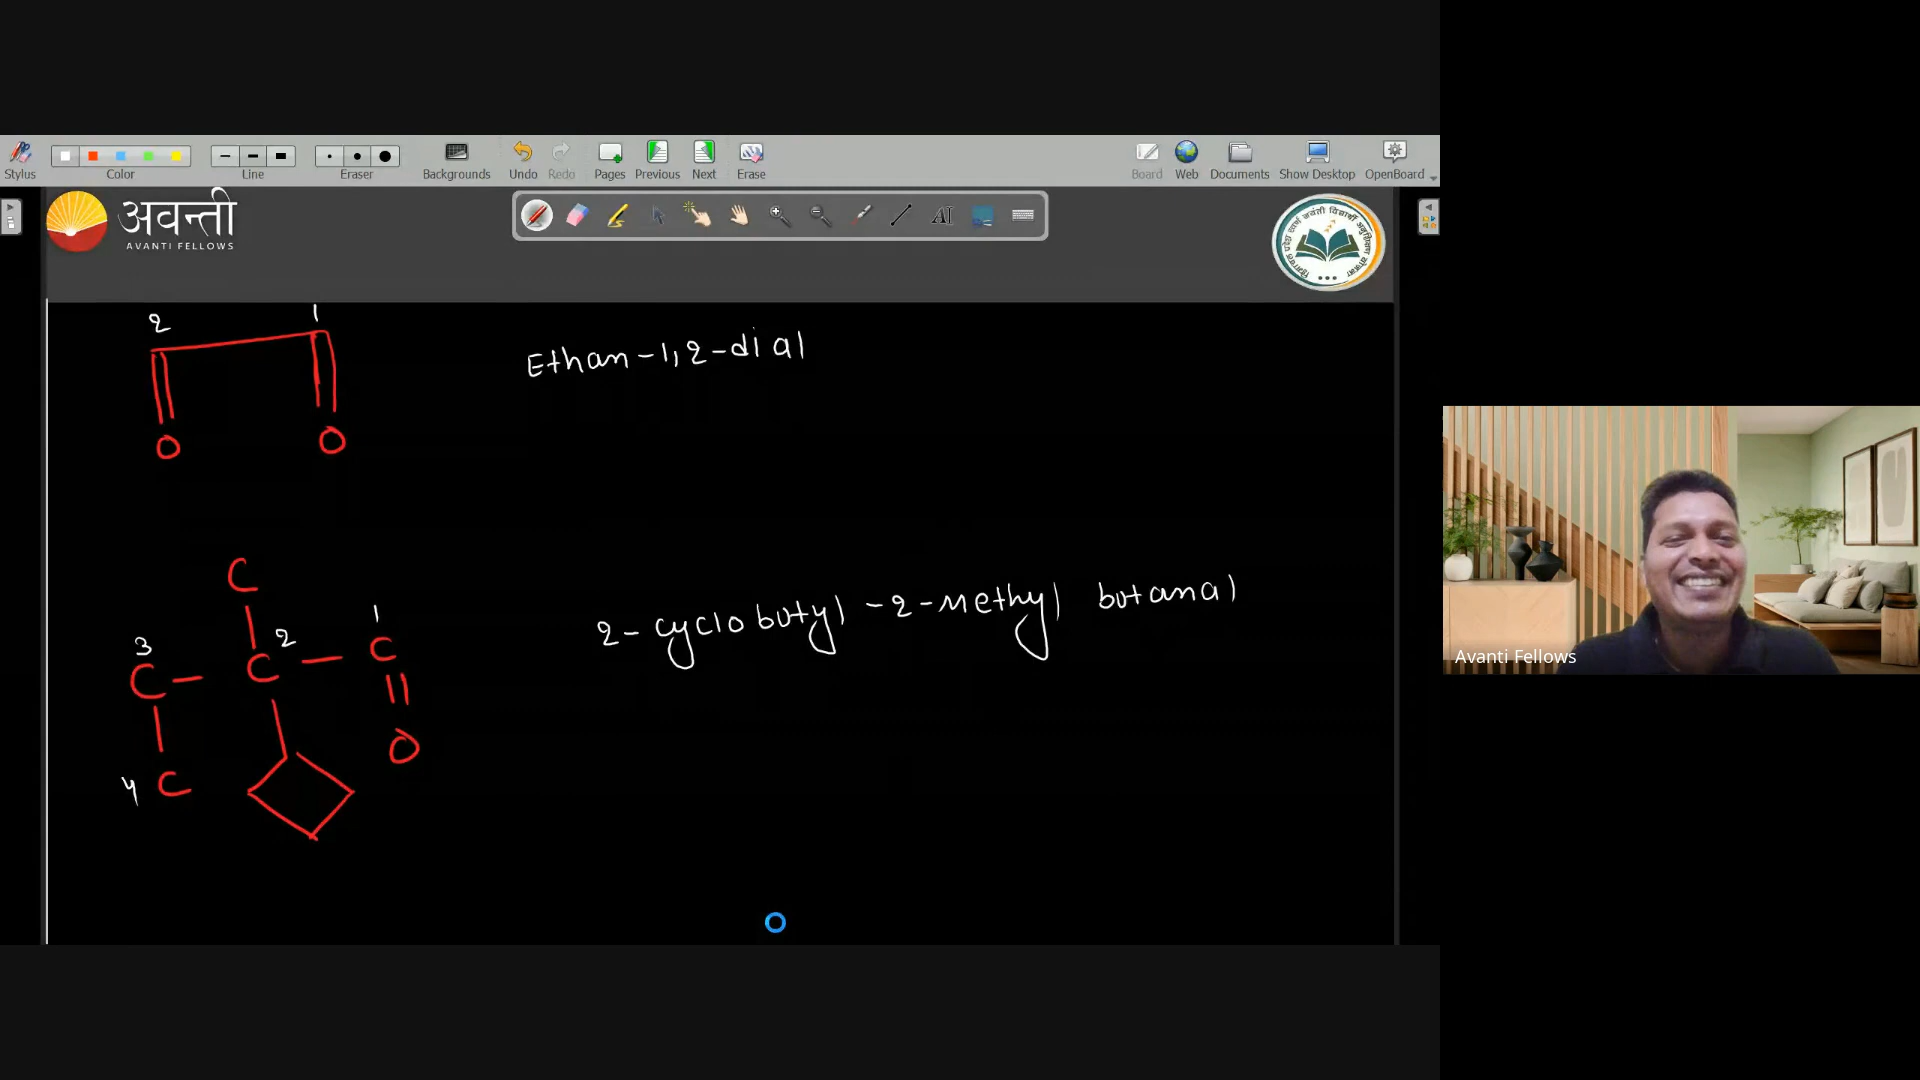 Stylus
Color
Line
Eraser
Backgrounds
Undo
Redo
Pages
Previous
Next
Erase
Board
Web
Documents
Show Desktop
OpenBoard
अवन्ती
AVANTI FELLOWS
AI
2 1
Ethan-1,2-dial
O O
C
1
3 2
C - C - C
2-cyclobutyl-2-Methyl butanal
O
4 C
Avanti Fellows